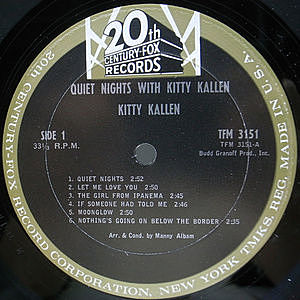 20th
CENTURY-FOX
RECORDS
QUIET NIGHTS WITH KITTY KALLEN
KITTY KALLEN
SIDE 1
33⅓ R.P.M.
TFM 3151
TFM 3151-A
Budd Granoff Prod., Inc.
1. QUIET NIGHTS 2:52
2. LET ME LOVE YOU 2:50
3. THE GIRL FROM IPANEMA 2:55
4. IF SOMEONE HAD TOLD ME 2:46
5. MOONGLOW 2:50
6. NOTHING'S GOING ON BELOW THE BORDER 2:35
Arr. & Cond. by Manny Albam
20th CENTURY-FOX RECORD CORPORATION, NEW YORK TMKS. REG. MADE IN U.S.A.